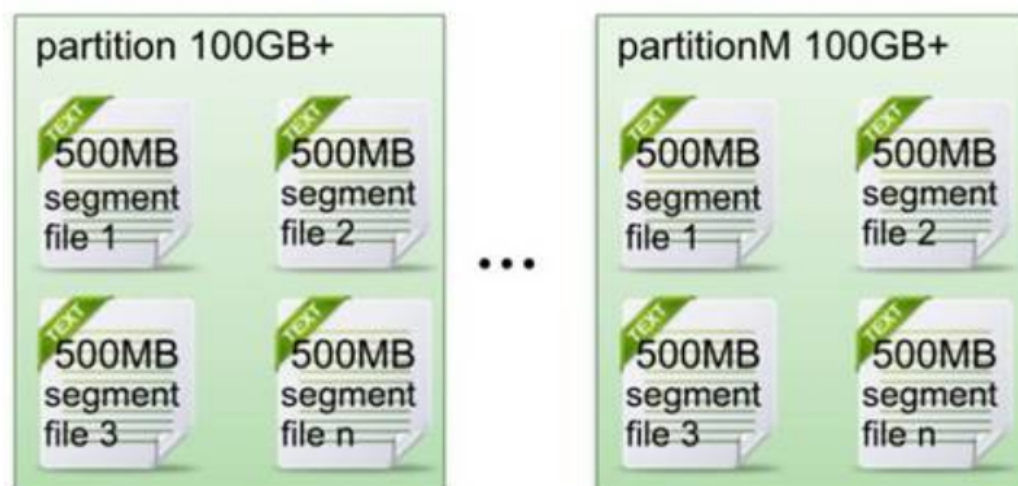 partition 100GB+
TEXT
500MB
segment
file 1
TEXT
500MB
segment
file 2
TEXT
500MB
segment
file 3
TEXT
500MB
segment
file n
...
partitionM 100GB+
TEXT
500MB
segment
file 1
TEXT
500MB
segment
file 2
TEXT
500MB
segment
file 3
TEXT
500MB
segment
file n